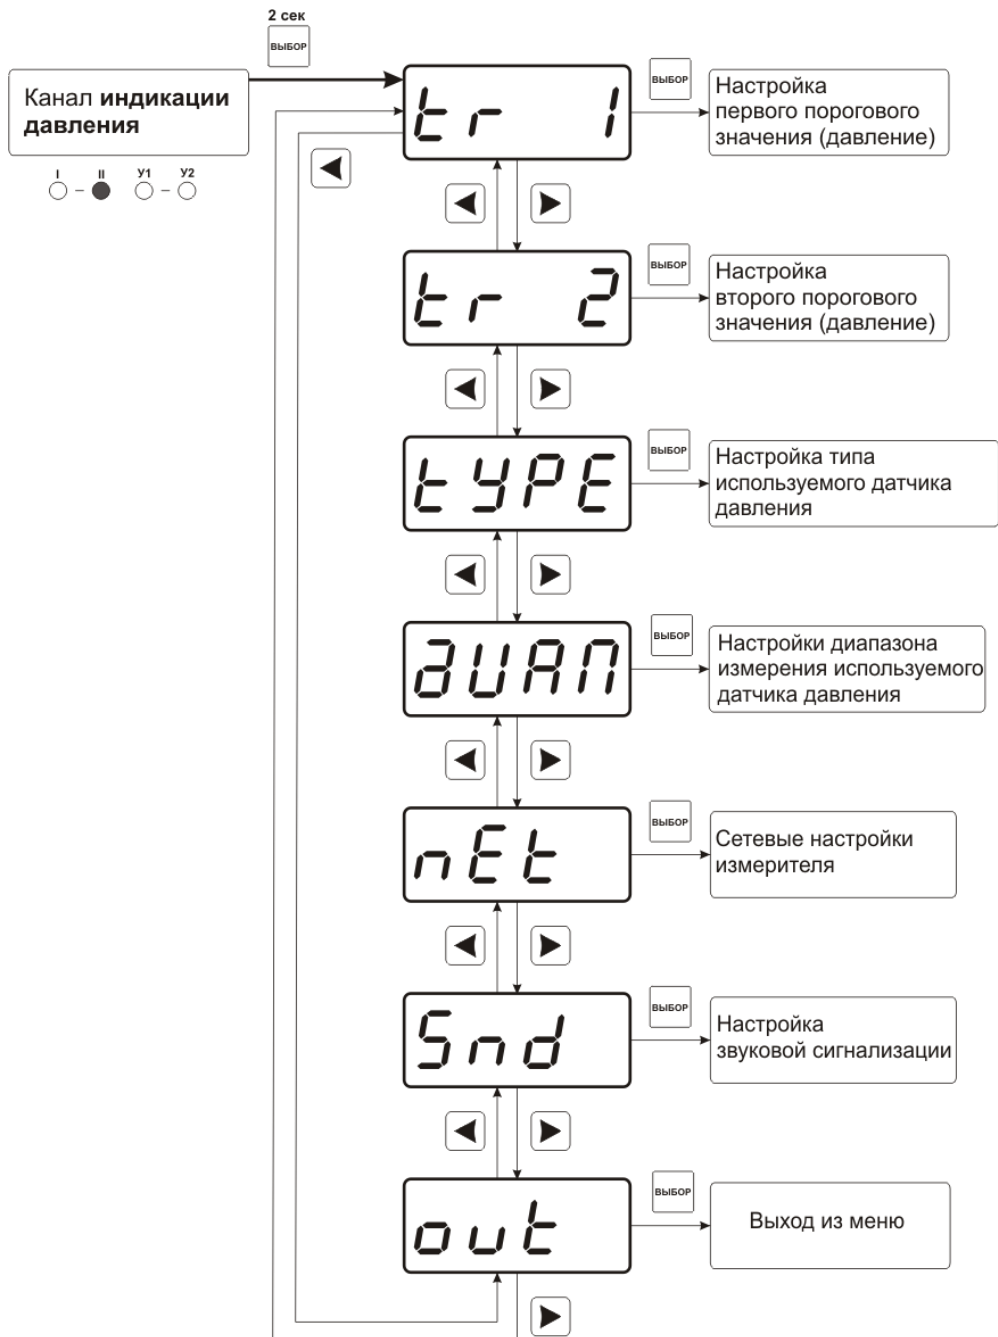 2 сек
ВЫБОР
Канал индикации
давления
I II У1 У2
tr 1
ВЫБОР
Настройка
первого порогового
значения (давление)
tr 2
ВЫБОР
Настройка
второго порогового
значения (давление)
tYPE
ВЫБОР
Настройка типа
используемого датчика
давления
ВЫБОР
Настройки диапазона
измерения используемого
датчика давления
nEt
ВЫБОР
Сетевые настройки
измерителя
Snd
ВЫБОР
Настройка
звуковой сигнализации
out
ВЫБОР
Выход из меню